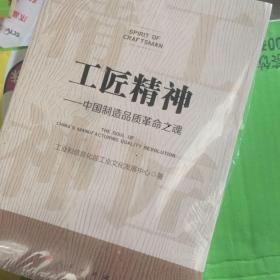 SPIRIT OF
CRAFTSMAN
工匠精神
——中国制造品质革命之魂
THE SOUL OF
CHINA'S MANUFACTURING QUALITY REVOLUTION
工业和信息化部工业文化发展中心 著